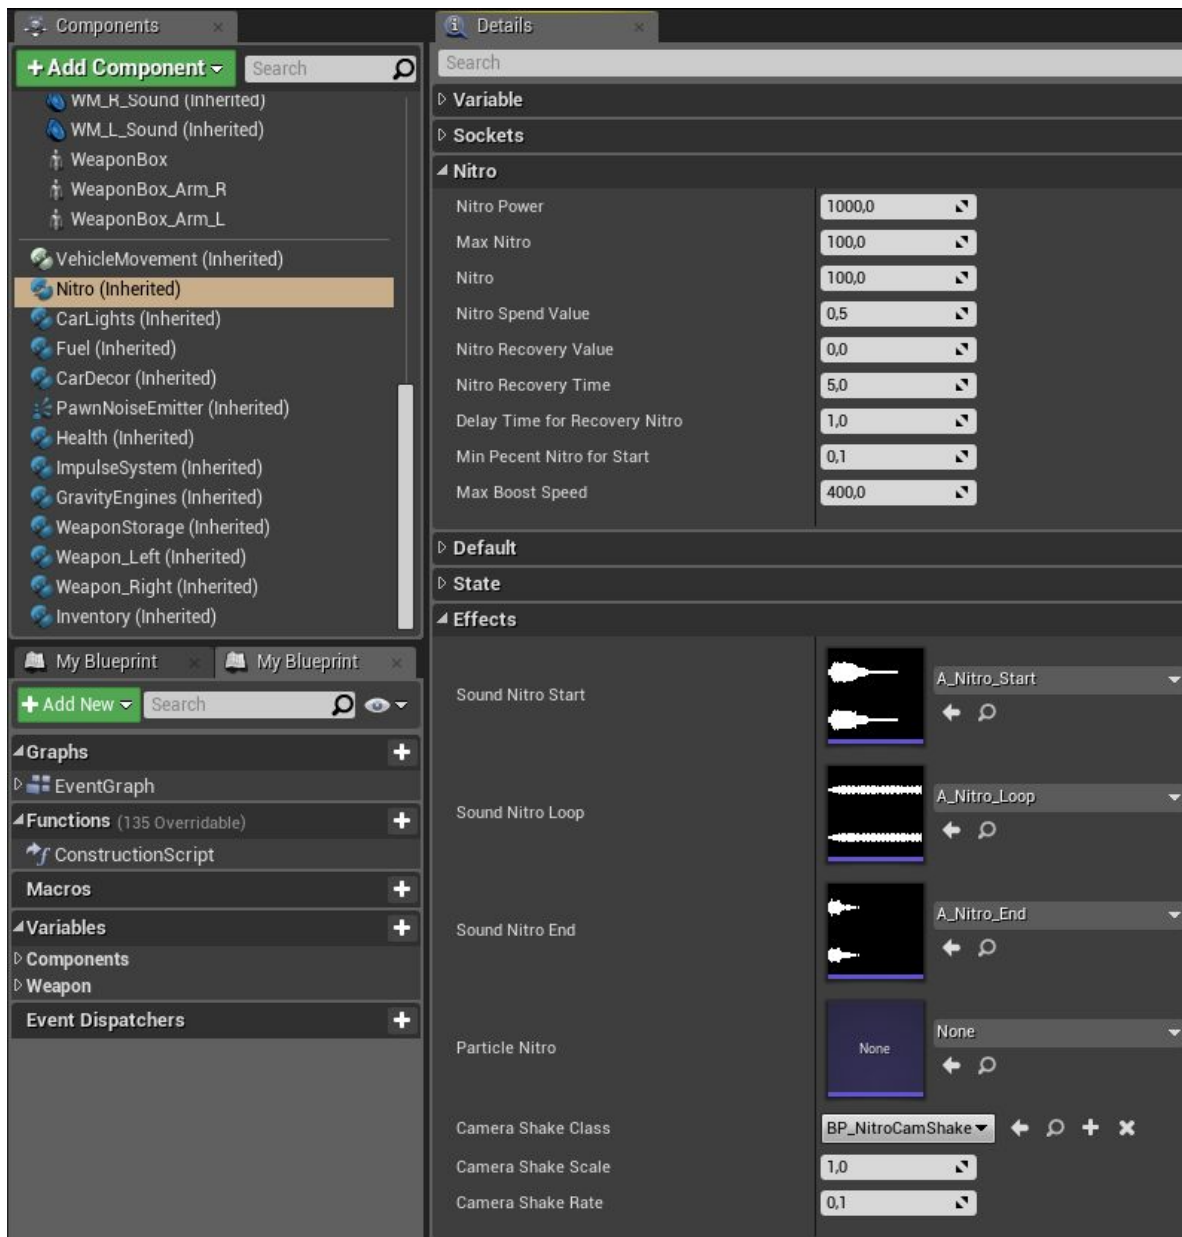 Components
+ Add Component
Search
WM_R_Sound (Inherited)
WM_L_Sound (Inherited)
WeaponBox
WeaponBox_Arm_R
WeaponBox_Arm_L
VehicleMovement (Inherited)
Nitro (Inherited)
CarLights (Inherited)
Fuel (Inherited)
CarDecor (Inherited)
PawnNoiseEmitter (Inherited)
Health (Inherited)
ImpulseSystem (Inherited)
GravityEngines (Inherited)
WeaponStorage (Inherited)
Weapon_Left (Inherited)
Weapon_Right (Inherited)
Inventory (Inherited)
My Blueprint
My Blueprint
+ Add New
Search
Graphs
EventGraph
Functions (135 Overridable)
ConstructionScript
Macros
Variables
Components
Weapon
Event Dispatchers
Details
Search
Variable
Sockets
Nitro
Nitro Power 1000,0
Max Nitro 100,0
Nitro 100,0
Nitro Spend Value 0,5
Nitro Recovery Value 0,0
Nitro Recovery Time 5,0
Delay Time for Recovery Nitro 1,0
Min Pecent Nitro for Start 0,1
Max Boost Speed 400,0
Default
State
Effects
Sound Nitro Start A_Nitro_Start
Sound Nitro Loop A_Nitro_Loop
Sound Nitro End A_Nitro_End
Particle Nitro None None
Camera Shake Class BP_NitroCamShake
Camera Shake Scale 1,0
Camera Shake Rate 0,1